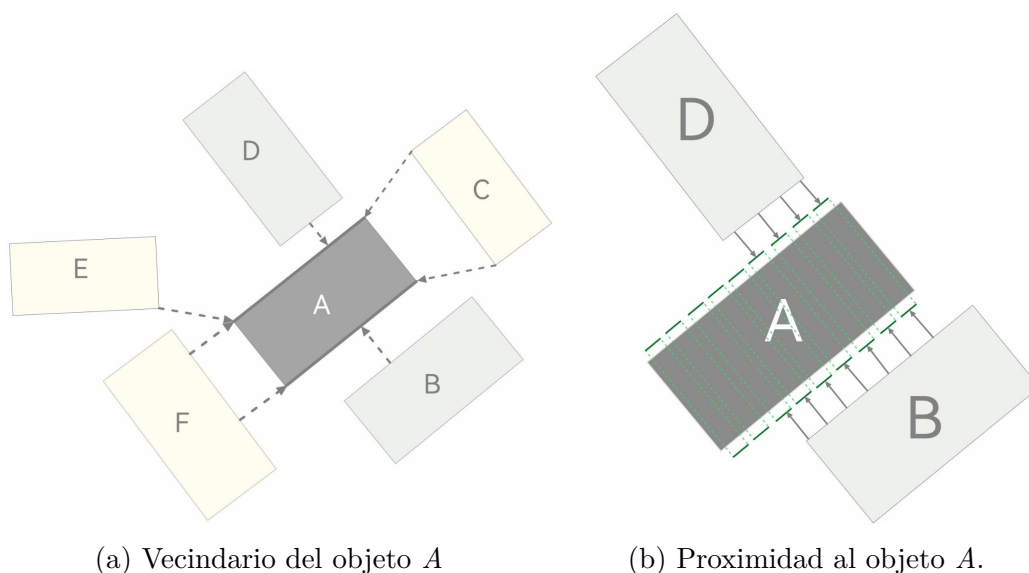 D
C
E
A
B
F
D
A
B
(a) Vecindario del objeto A
(b) Proximidad al objeto A.